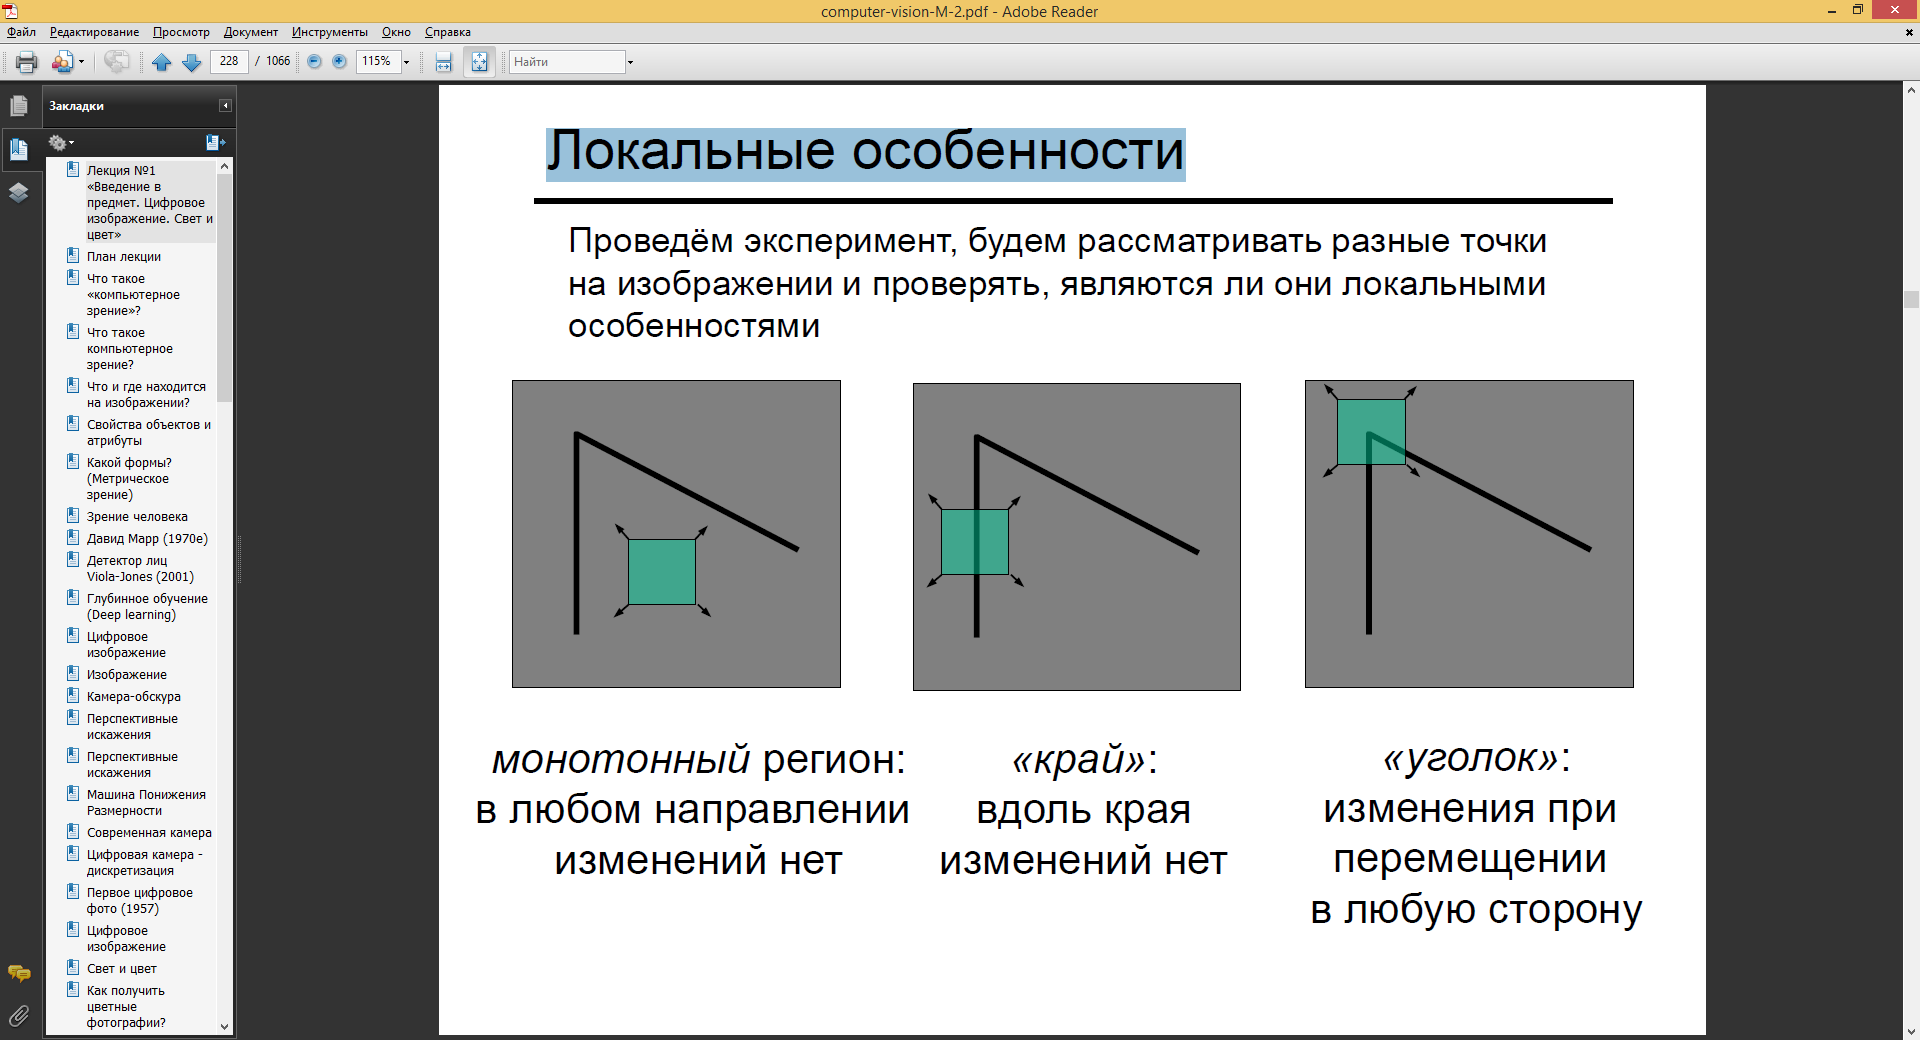 computer-vision-M-2.pdf - Adobe Reader
Файл Редактирование Просмотр Документ Инструменты Окно Справка
228 / 1066 115% Найти
Закладки
Лекция №1
«Введение в
предмет. Цифровое
изображение. Свет и
цвет»
План лекции
Что такое
«компьютерное
зрение»?
Что такое
компьютерное
зрение?
Что и где находится
на изображении?
Свойства объектов и
атрибуты
Какой формы?
(Метрическое
зрение)
Зрение человека
Давид Марр (1970е)
Детектор лиц
Viola-Jones (2001)
Глубинное обучение
(Deep learning)
Цифровое
изображение
Изображение
Камера-обскура
Перспективные
искажения
Перспективные
искажения
Машина Понижения
Размерности
Современная камера
Цифровая камера -
дискретизация
Первое цифровое
фото (1957)
Цифровое
изображение
Свет и цвет
Как получить
цветные
фотографии?
Локальные особенности
Проведём эксперимент, будем рассматривать разные точки
на изображении и проверять, являются ли они локальными
особенностями
монотонный регион:
в любом направлении
изменений нет
«край»:
вдоль края
изменений нет
«уголок»:
изменения при
перемещении
в любую сторону